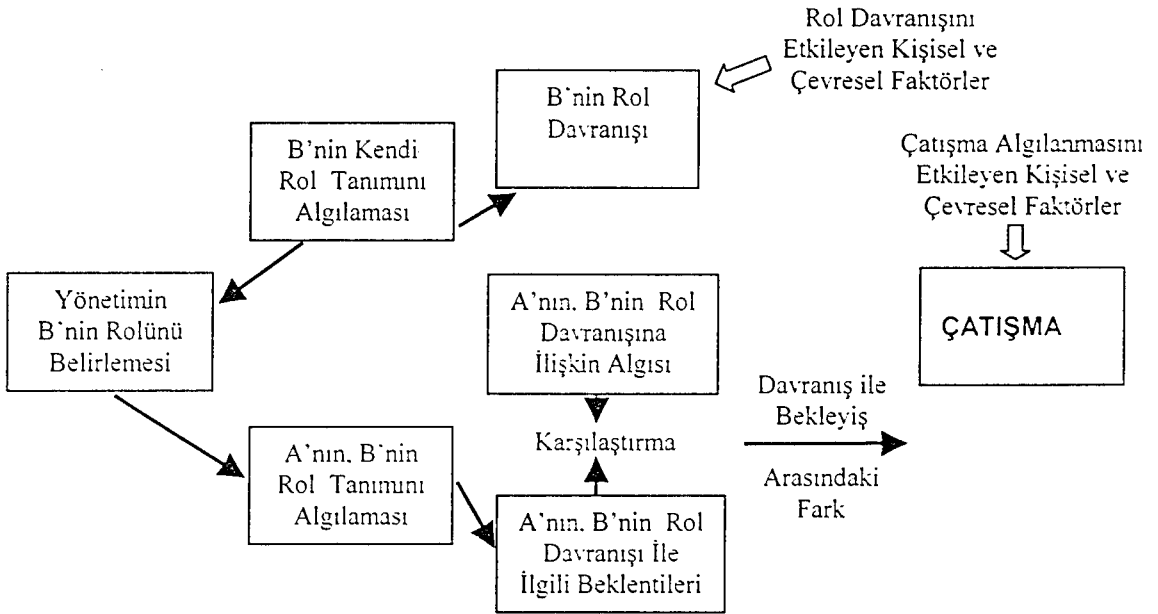 Rol Davranışını
Etkileyen Kişisel ve
Çevresel Faktörler
B'nin Rol
Davranışı
B'nin Kendi
Rol Tanımını
Algılaması
Çatışma Algılanmasını
Etkileyen Kişisel ve
Çevresel Faktörler
Yönetimin
B'nin Rolünü
Belirlemesi
A'nın, B'nin Rol
Davranışına
İlişkin Algısı
ÇATIŞMA
Davranış ile
Bekleyiş
Karşılaştırma
Arasındaki
Fark
A'nın, B'nin
Rol Tanımını
Algılaması
A'nın, B'nin Rol
Davranışı İle
İlgili Beklentileri